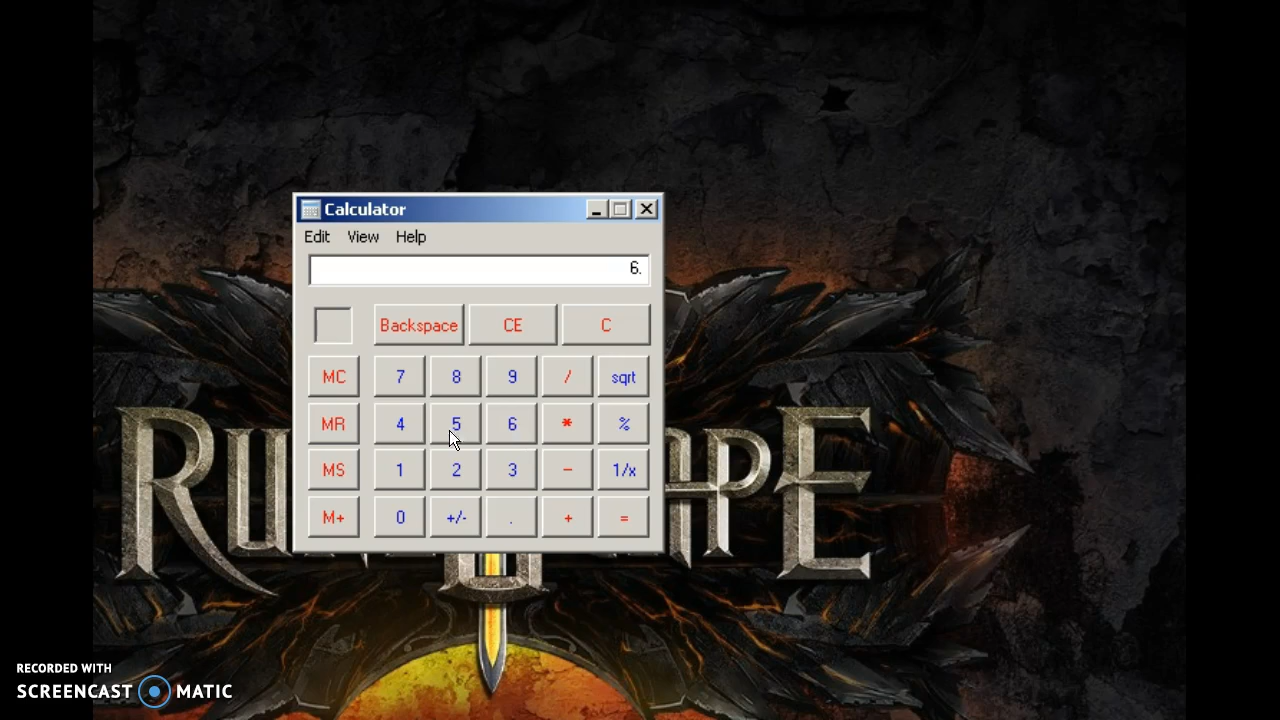 Calculator
Edit View Help
6.
Backspace CE C
MC 7 8 9 / sqrt
MR 4 5 6 * %
MS 1 2 3 - 1/x
M+ 0 +/- . + =
RECORDED WITH
SCREENCAST MATIC